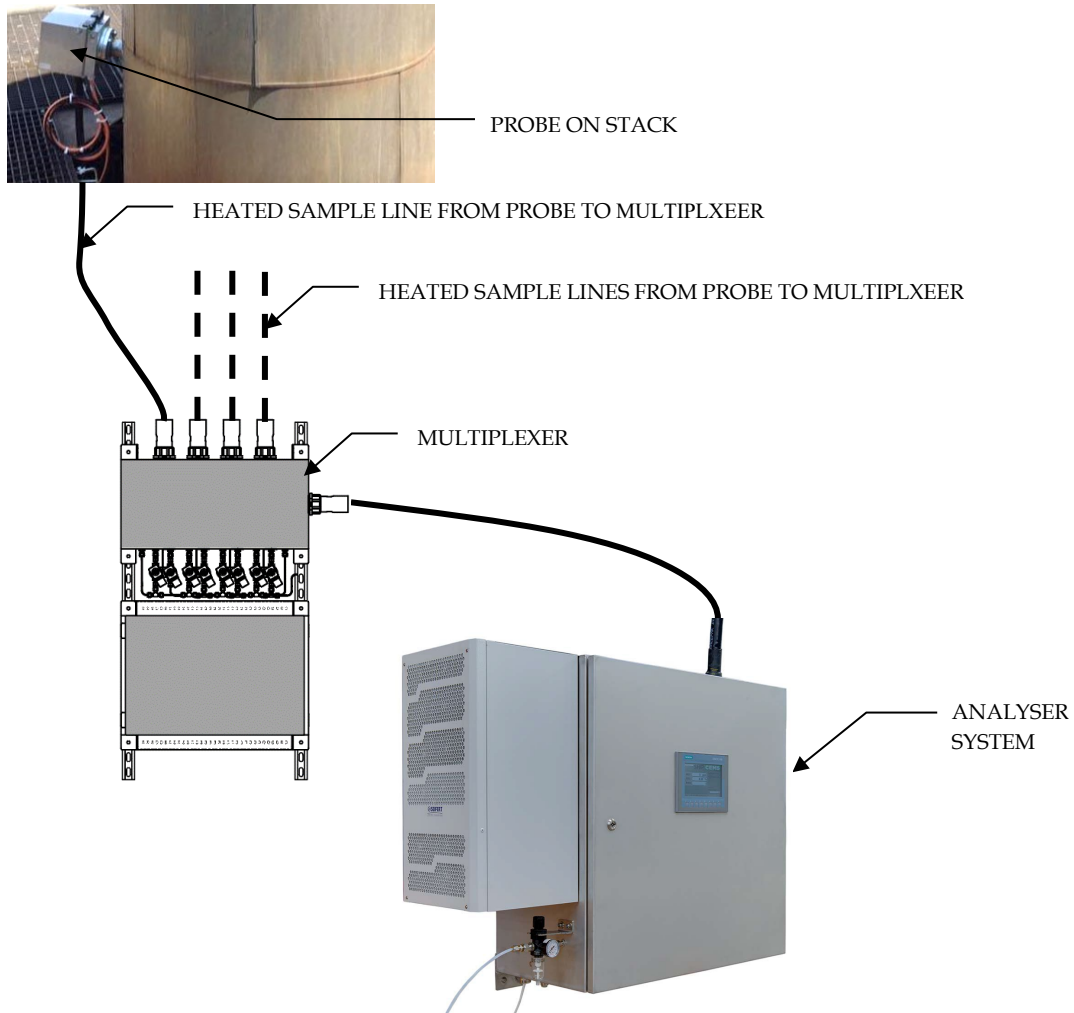 PROBE ON STACK
HEATED SAMPLE LINE FROM PROBE TO MULTIPLXEER
HEATED SAMPLE LINES FROM PROBE TO MULTIPLXEER
MULTIPLEXER
ANALYSER
SYSTEM